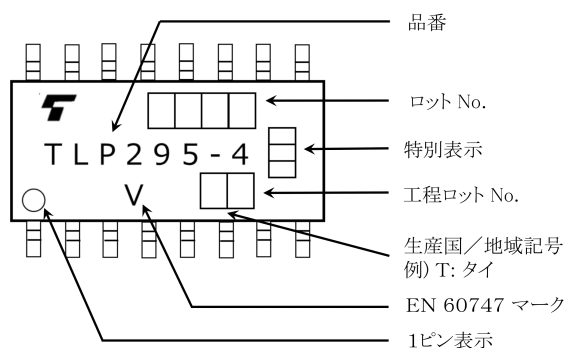 品番
ロット No.
TLP295-4
特別表示
V
工程ロット No.
生産国／地域記号
例) T: タイ
EN 60747 マーク
1ピン表示